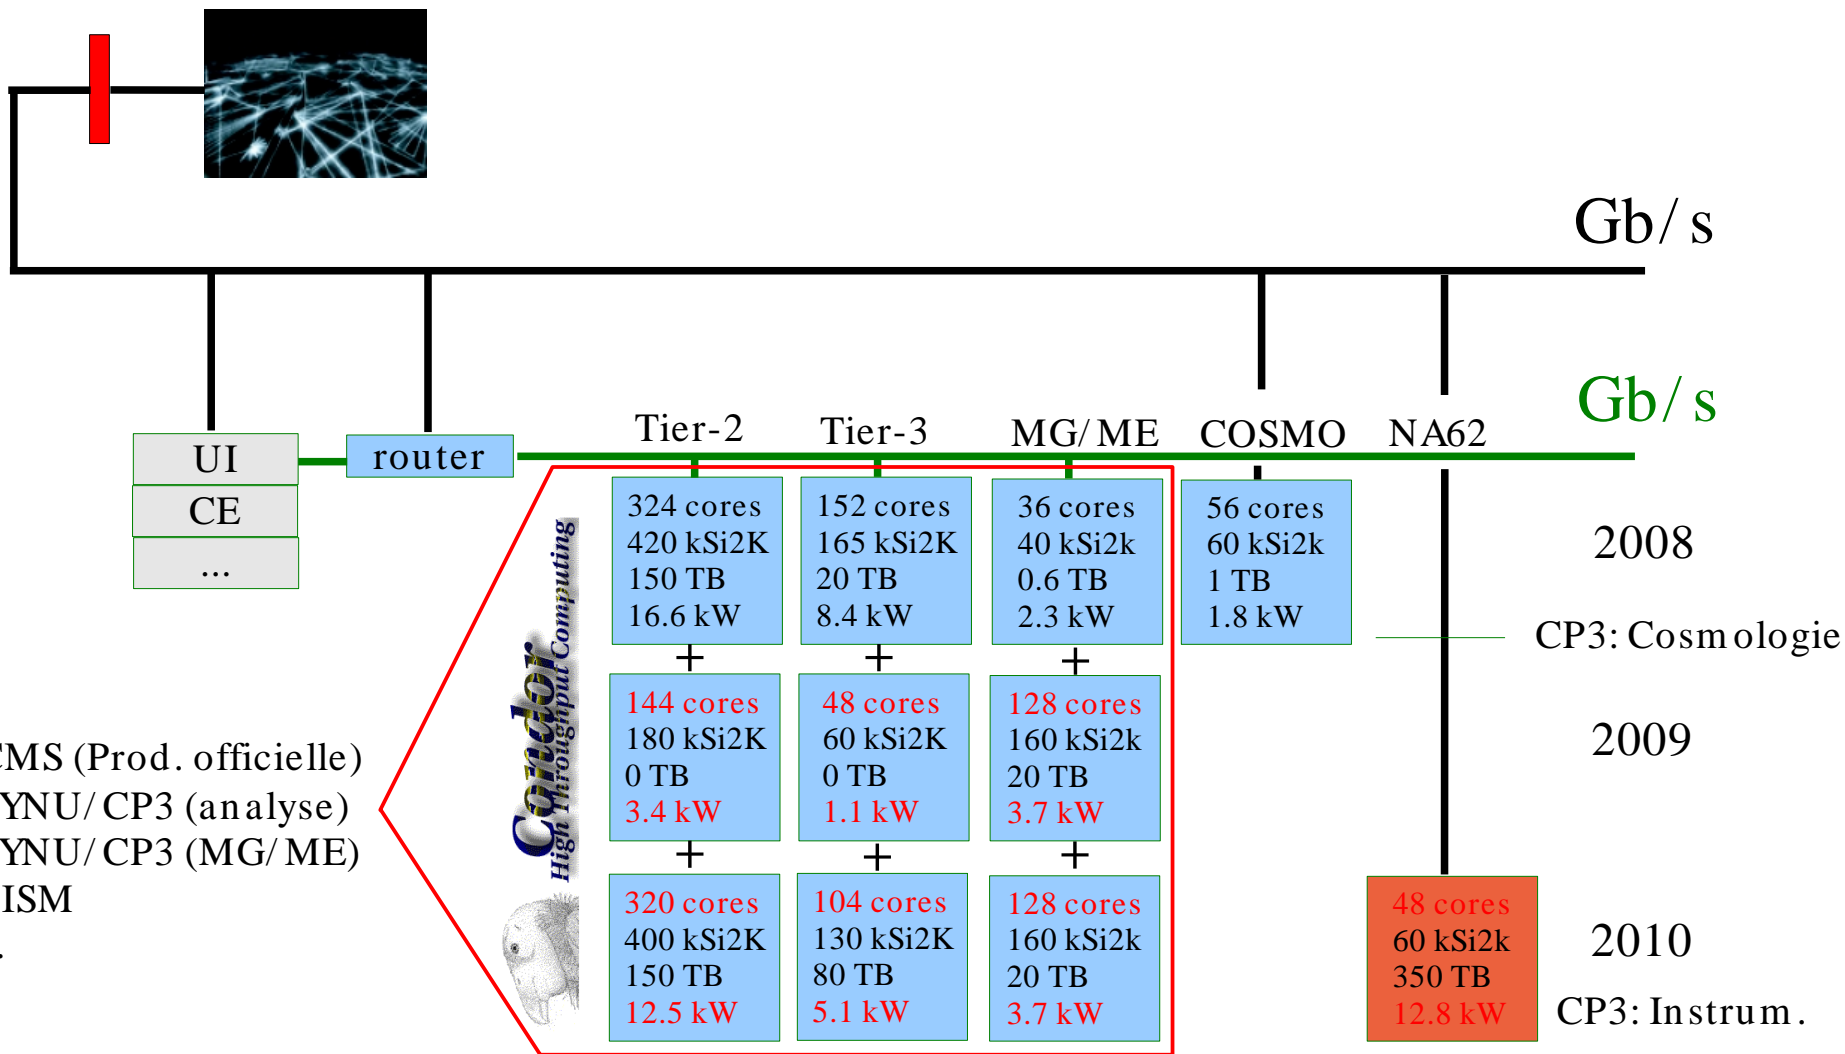 Gb/s
Gb/s
Tier-2
Tier-3
MG/ME
COSMO
NA62
UI
CE
...
router
324 cores
420 kSi2K
150 TB
16.6 kW
152 cores
165 kSi2K
20 TB
8.4 kW
36 cores
40 kSi2k
0.6 TB
2.3 kW
56 cores
60 kSi2k
1 TB
1.8 kW
2008
CP3: Cosmologie
+
+
+
144 cores
180 kSi2K
0 TB
3.4 kW
48 cores
60 kSi2K
0 TB
1.1 kW
128 cores
160 kSi2k
20 TB
3.7 kW
2009
+
+
+
320 cores
400 kSi2K
150 TB
12.5 kW
104 cores
130 kSi2K
80 TB
5.1 kW
128 cores
160 kSi2k
20 TB
3.7 kW
48 cores
60 kSi2k
350 TB
12.8 kW
2010
CP3: Instrum.
Condor
High Throughput Computing
CMS (Prod. officielle)
YNU/CP3 (analyse)
YNU/CP3 (MG/ME)
ISM
.